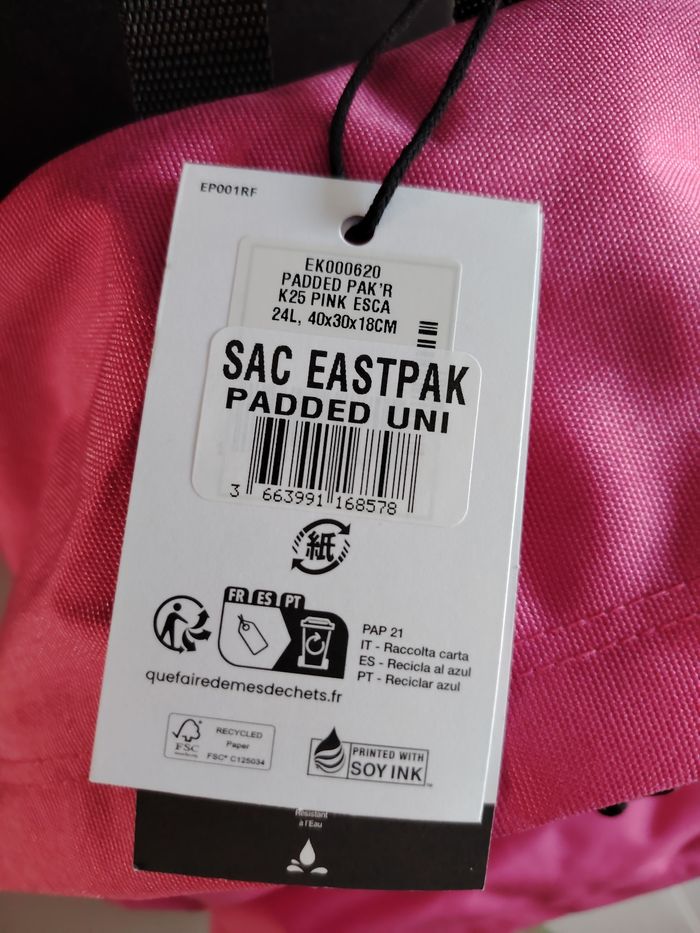 EP001RF
EK000620
PADDED PAK'R
K25 PINK ESCA
24L, 40x30x18CM
SAC EASTPAK
PADDED UNI
3 663991 168578
紙
FR ES PT
PAP 21
IT - Raccolta carta
ES - Recicla al azul
PT - Reciclar azul
quefairedemesdechets.fr
FSC
RECYCLED
Paper
FSC® C125034
PRINTED WITH
SOY INK™
Résistant
à l'Eau